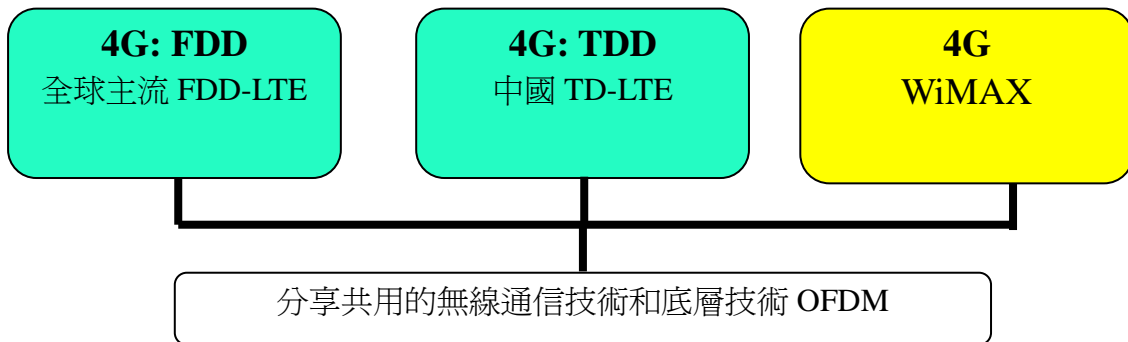 4G: FDD
全球主流 FDD-LTE
4G: TDD
中國 TD-LTE
4G
WiMAX
分享共用的無線通信技術和底層技術 OFDM